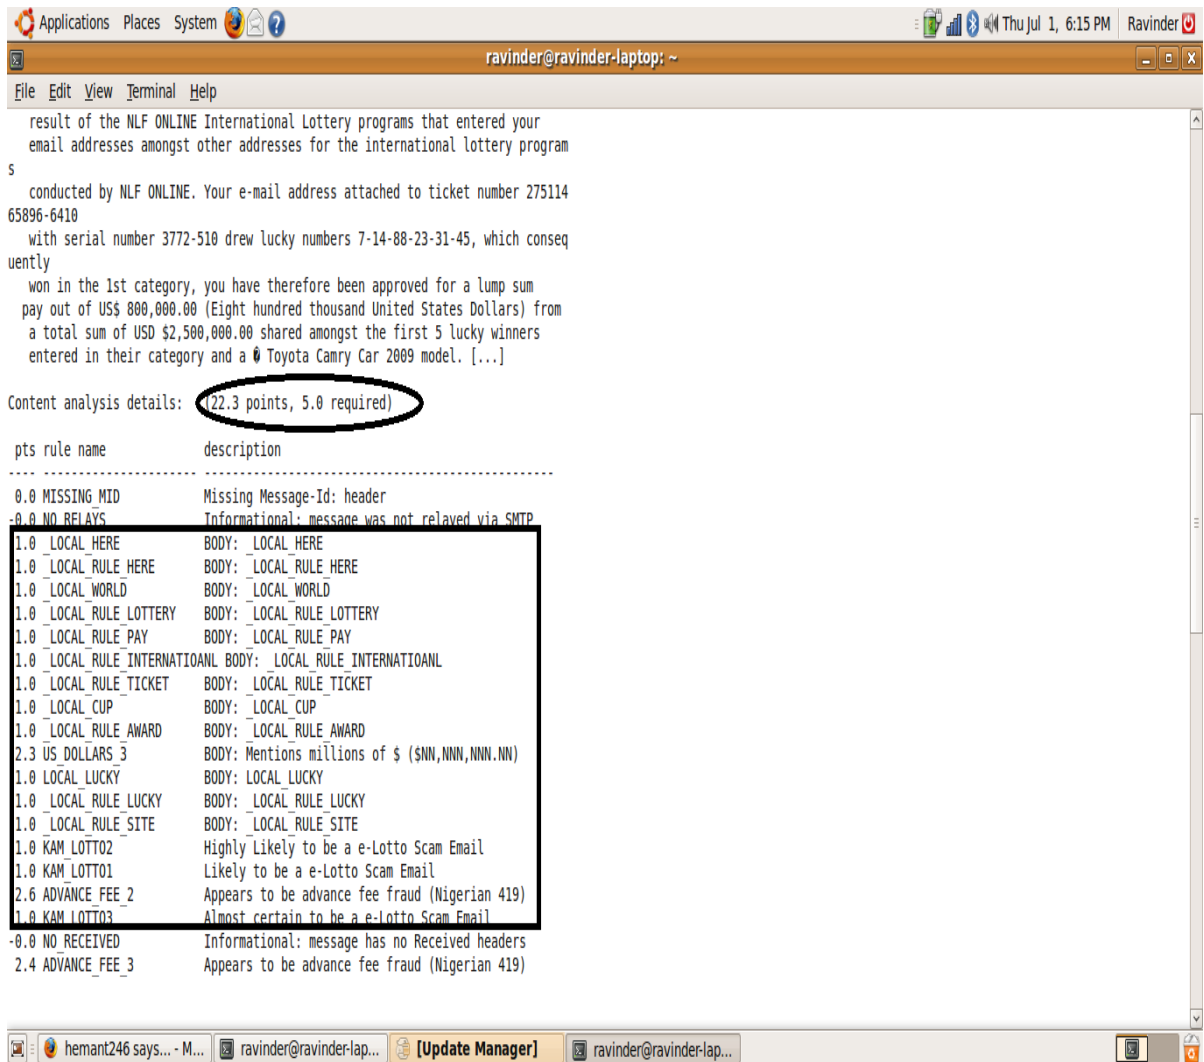 Applications Places System
Thu Jul 1, 6:15 PM Ravinder
ravinder@ravinder-laptop: ~
File Edit View Terminal Help
result of the NLF ONLINE International Lottery programs that entered your
email addresses amongst other addresses for the international lottery program
s
conducted by NLF ONLINE. Your e-mail address attached to ticket number 275114
65896-6410
with serial number 3772-510 drew lucky numbers 7-14-88-23-31-45, which conseq
uently
won in the 1st category, you have therefore been approved for a lump sum
pay out of US$ 800,000.00 (Eight hundred thousand United States Dollars) from
a total sum of USD $2,500,000.00 shared amongst the first 5 lucky winners
entered in their category and a � Toyota Camry Car 2009 model. [...]
Content analysis details: (22.3 points, 5.0 required)
pts rule name description
---- ---------------------- --------------------------------------------------
0.0 MISSING_MID Missing Message-Id: header
-0.0 NO_RELAYS Informational: message was not relayed via SMTP
1.0 _LOCAL_HERE BODY: _LOCAL_HERE
1.0 _LOCAL_RULE_HERE BODY: _LOCAL_RULE_HERE
1.0 _LOCAL_WORLD BODY: _LOCAL_WORLD
1.0 _LOCAL_RULE_LOTTERY BODY: _LOCAL_RULE_LOTTERY
1.0 _LOCAL_RULE_PAY BODY: _LOCAL_RULE_PAY
1.0 _LOCAL_RULE_INTERNATIOANL BODY: _LOCAL_RULE_INTERNATIOANL
1.0 _LOCAL_RULE_TICKET BODY: _LOCAL_RULE_TICKET
1.0 _LOCAL_CUP BODY: _LOCAL_CUP
1.0 _LOCAL_RULE_AWARD BODY: _LOCAL_RULE_AWARD
2.3 US_DOLLARS_3 BODY: Mentions millions of $ ($NN,NNN,NNN.NN)
1.0 LOCAL_LUCKY BODY: LOCAL_LUCKY
1.0 _LOCAL_RULE_LUCKY BODY: _LOCAL_RULE_LUCKY
1.0 _LOCAL_RULE_SITE BODY: _LOCAL_RULE_SITE
1.0 KAM_LOTTO2 Highly Likely to be a e-Lotto Scam Email
1.0 KAM_LOTTO1 Likely to be a e-Lotto Scam Email
2.6 ADVANCE_FEE_2 Appears to be advance fee fraud (Nigerian 419)
1.0 KAM_LOTTO3 Almost certain to be a e-Lotto Scam Email
-0.0 NO_RECEIVED Informational: message has no Received headers
2.4 ADVANCE_FEE_3 Appears to be advance fee fraud (Nigerian 419)
hemant246 says... - M... ravinder@ravinder-lap... [Update Manager] ravinder@ravinder-lap...